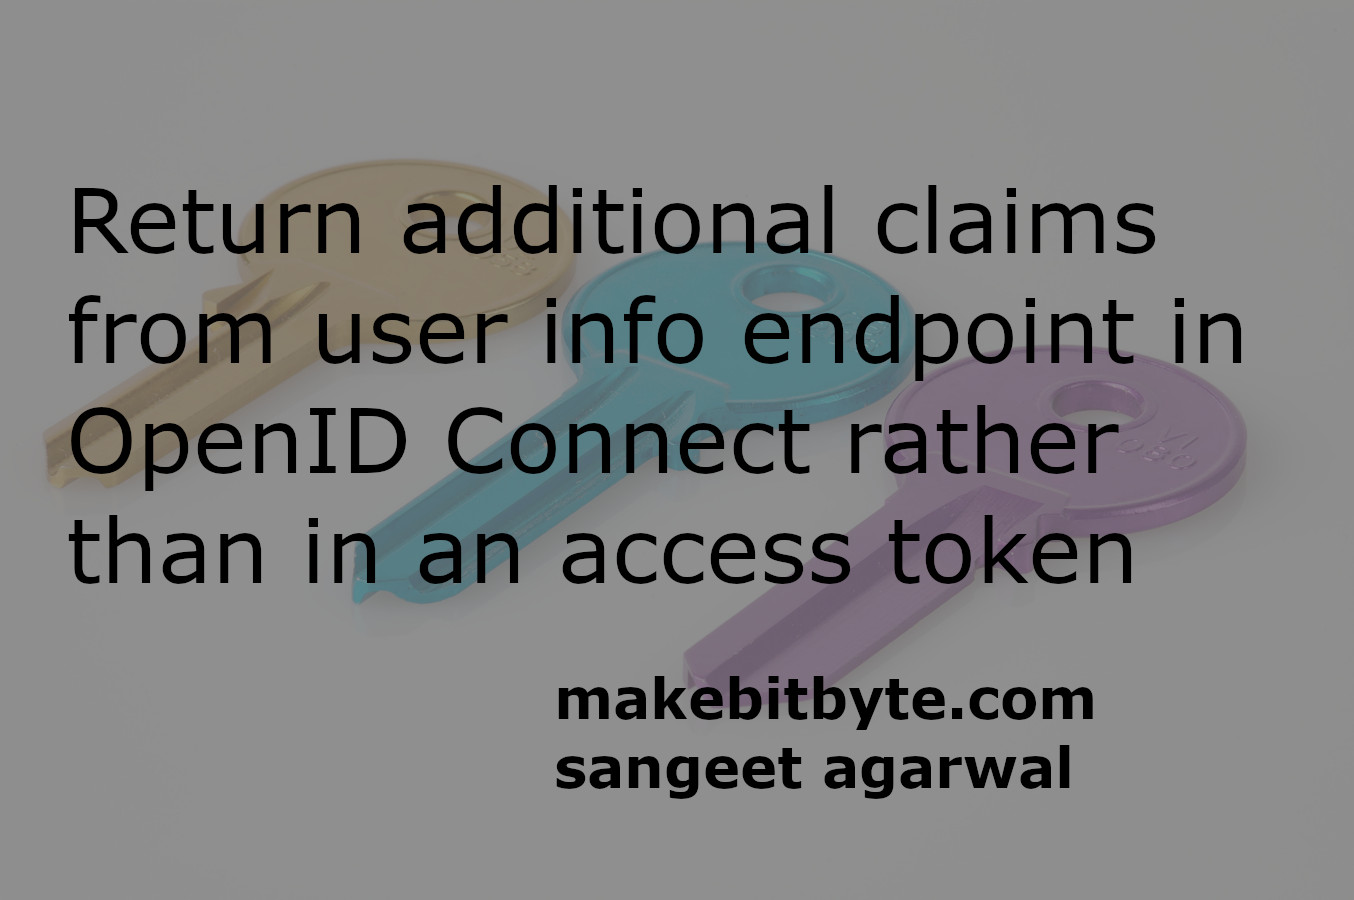 Return additional claims
from user info endpoint in
OpenID Connect rather
than in an access token
makebitbyte.com
sangeet agarwal